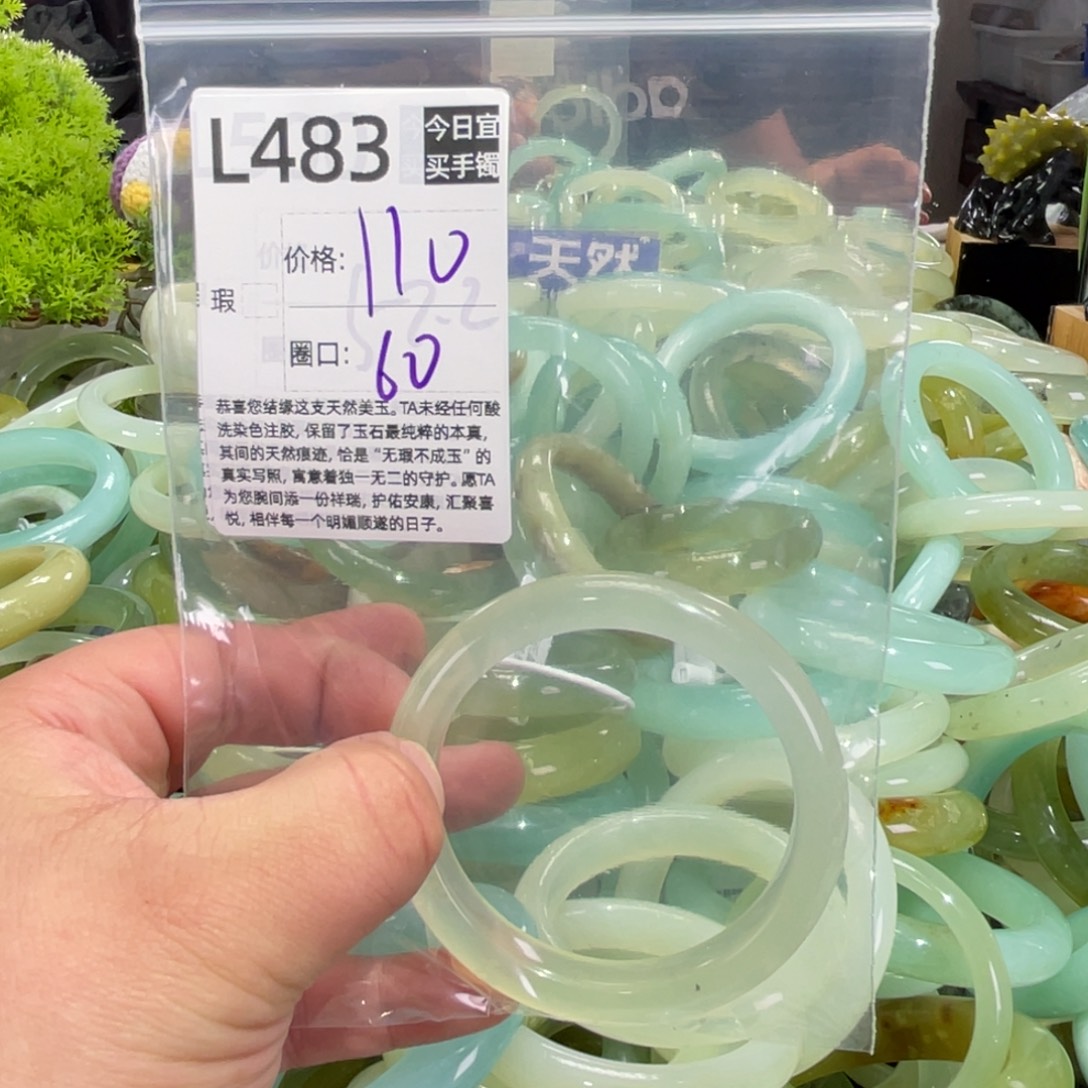 L483
今日宜
买手镯
价格: 110
瑕
圈口: 60
恭喜您结缘这支天然美玉。TA未经任何酸
洗染色注胶, 保留了玉石最纯粹的本真,
其间的天然痕迹, 恰是“无瑕不成玉”的
真实写照, 寓意着独一无二的守护。愿TA
为您腕间添一份祥瑞, 护佑安康, 汇聚喜
悦, 相伴每一个明媚顺遂的日子。
天然